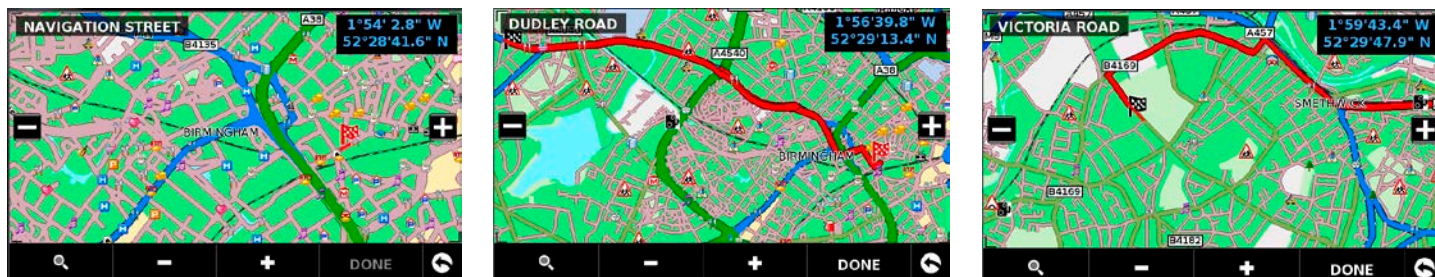 NAVIGATION STREET
1°54' 2.8" W
52°28'41.6" N
A38
B4135
BIRMINGHAM
DONE
DUDLEY ROAD
1°56'39.8" W
52°29'13.4" N
A4540
A38
BIRMINGHAM
DONE
VICTORIA ROAD
A457
1°59'43.4" W
52°29'47.9" N
A457
B4169
SMETHWICK
B4169
B4182
DONE